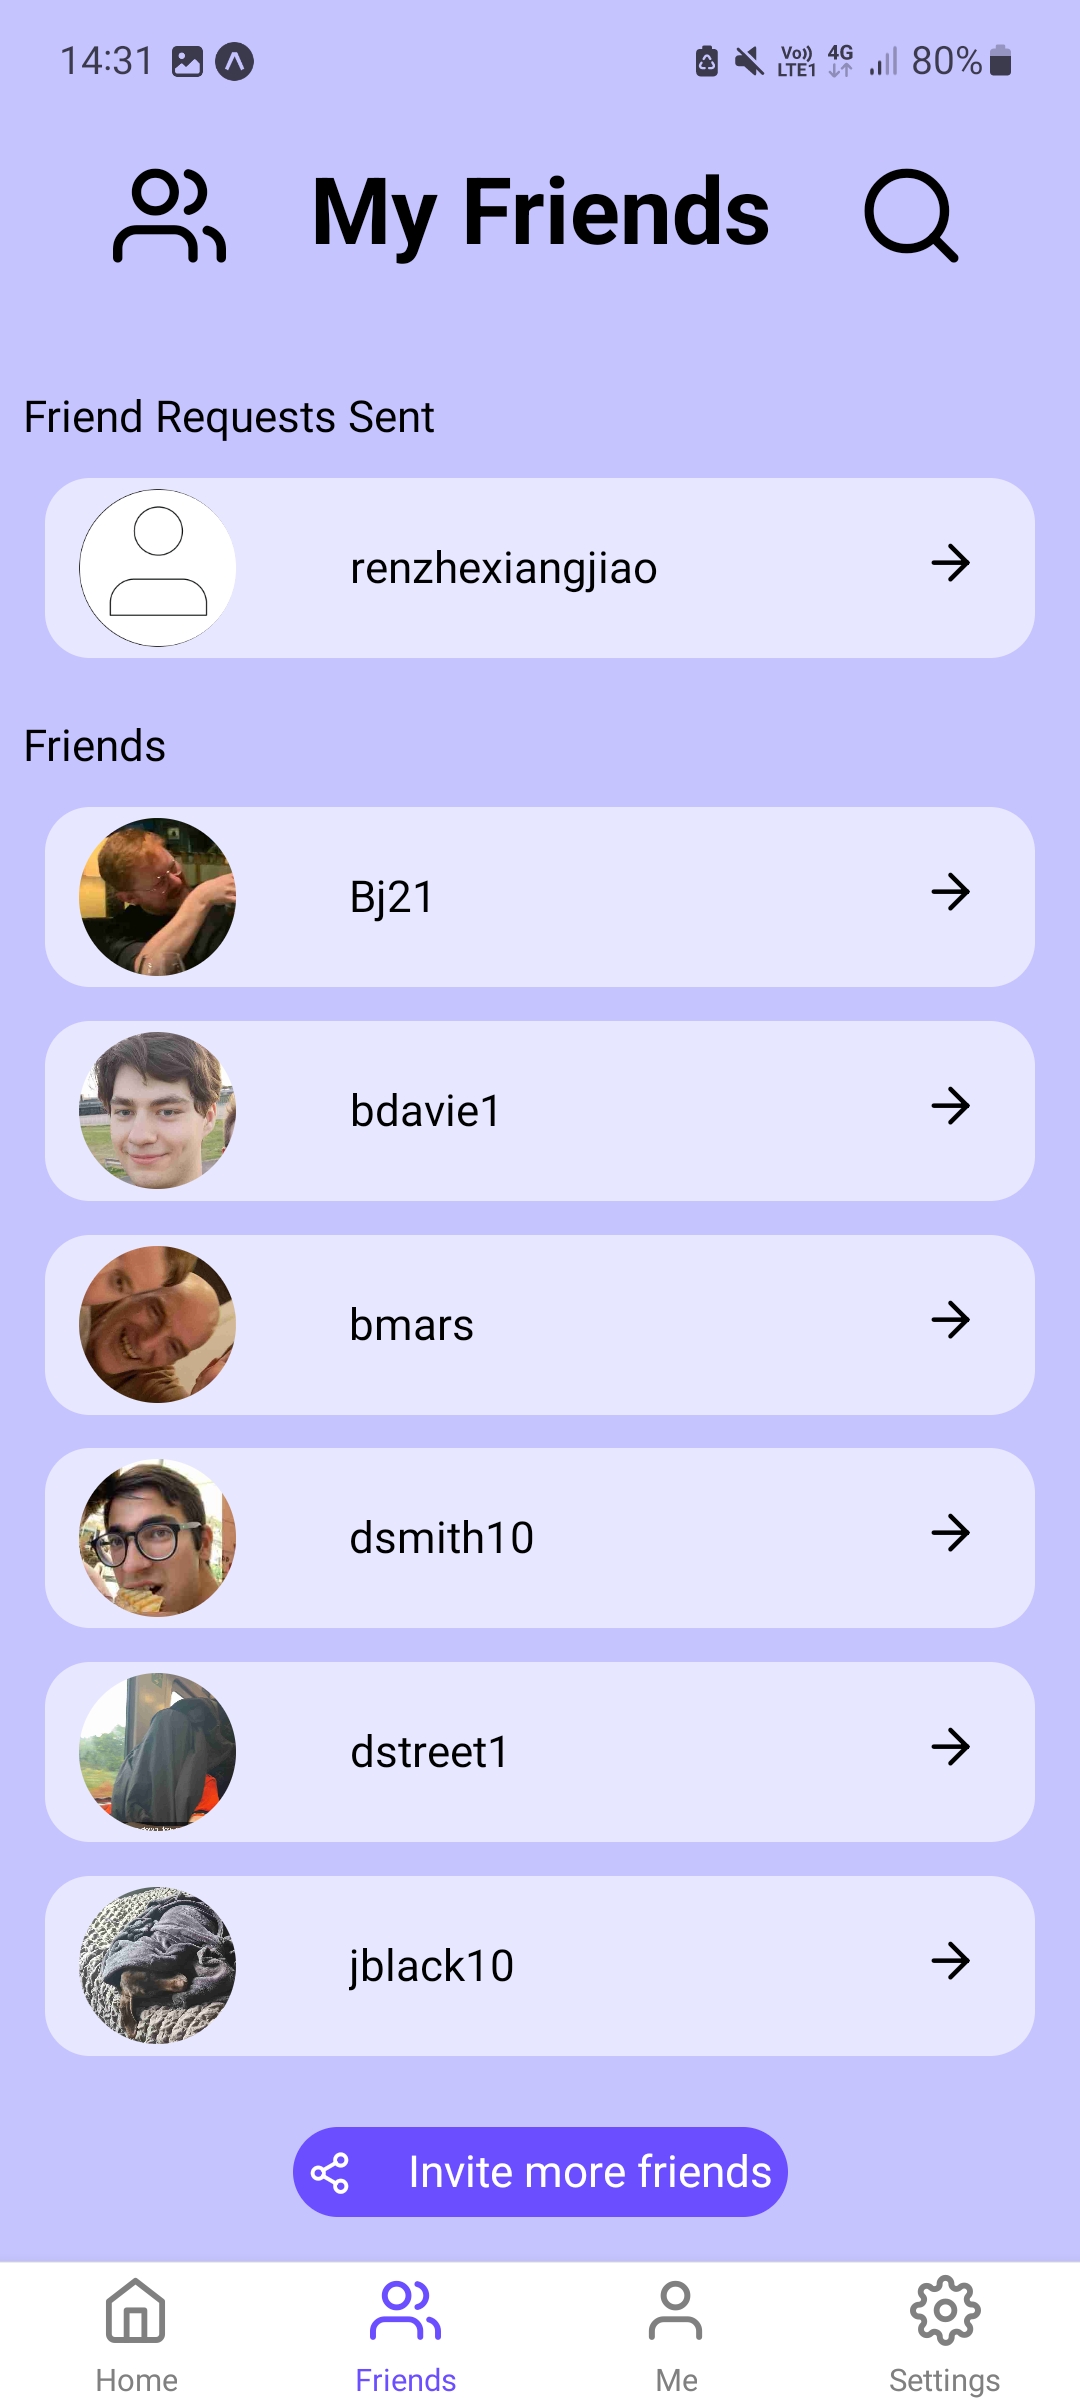 14:31 Vo)) LTE1 4G 80%
My Friends
Friend Requests Sent
renzhexiangjiao
Friends
Bj21
bdavie1
bmars
dsmith10
dstreet1
jblack10
Invite more friends
Home Friends Me Settings